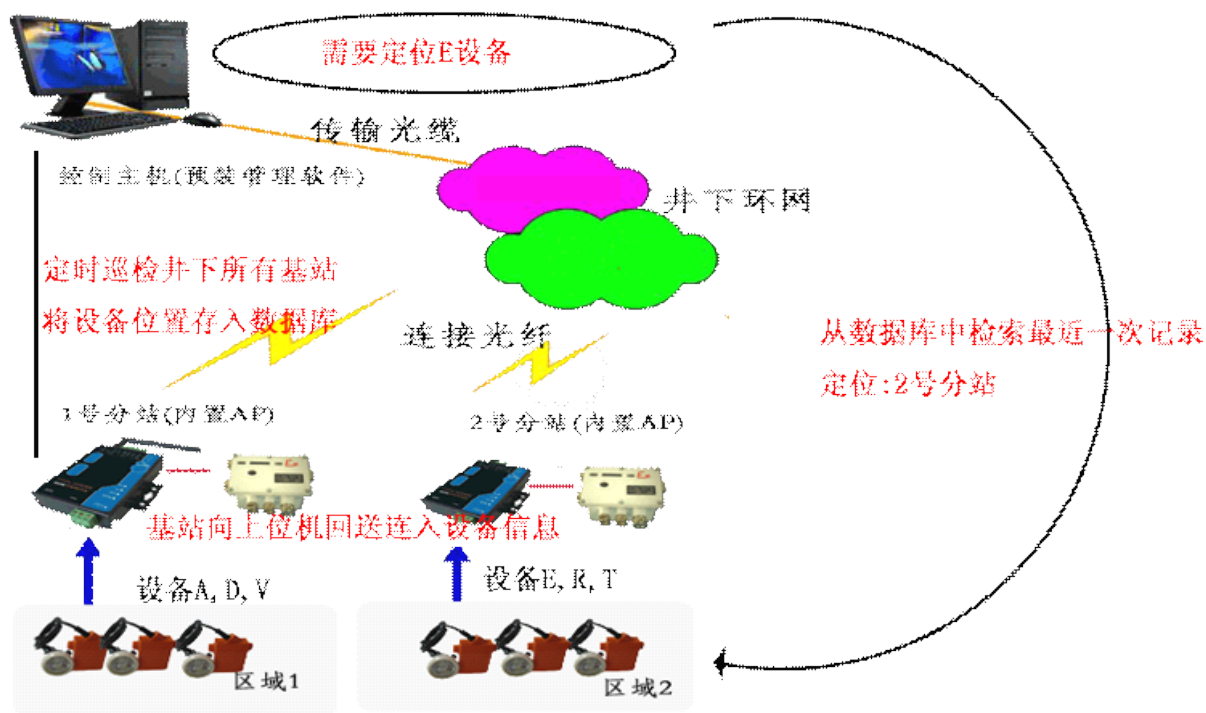 需要定位E设备
传输光缆
控制主机(预装管理软件)
井下环网
定时巡检井下所有基站
将设备位置存入数据库
连接光纤
从数据库中检索最近一次记录
定位:2号分站
1号分站(内置AP)
2号分站(内置AP)
基站向上位机回送连入设备信息
设备A,D,V
设备E,R,T
区域1
区域2